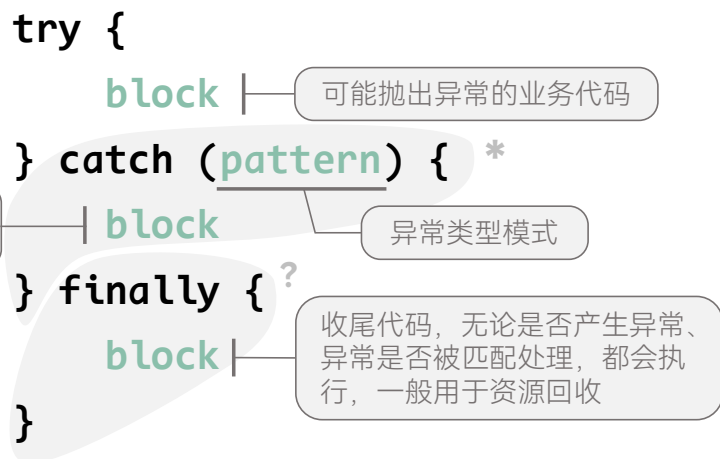 try {
block
可能抛出异常的业务代码
} catch (pattern) { *
block
异常类型模式
} finally { ?
block
收尾代码，无论是否产生异常、
异常是否被匹配处理，都会执
行，一般用于资源回收
}